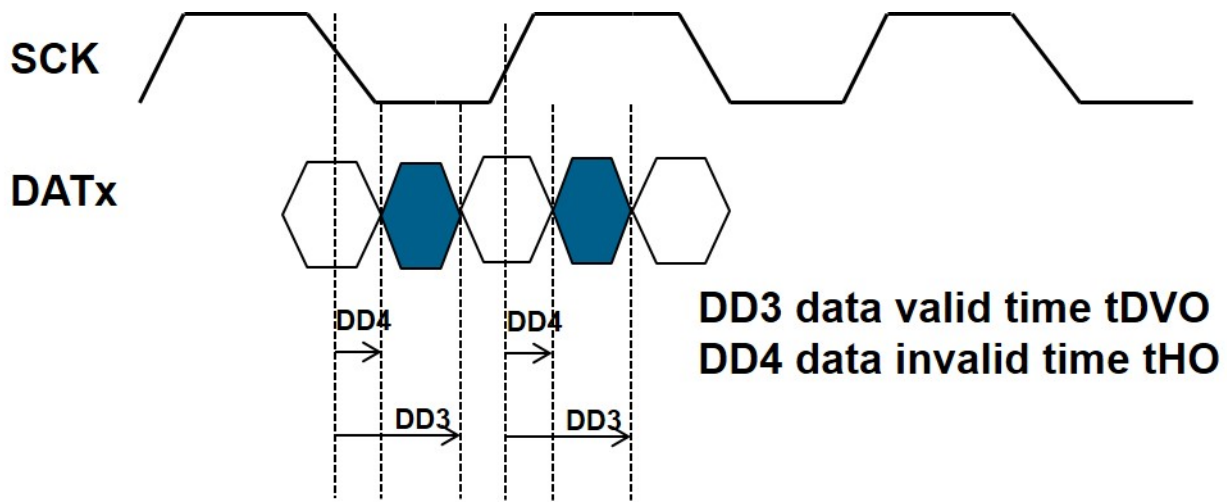 SCK
DATx
DD4
DD4
DD3 data valid time tDVO
DD4 data invalid time tHO
DD3
DD3